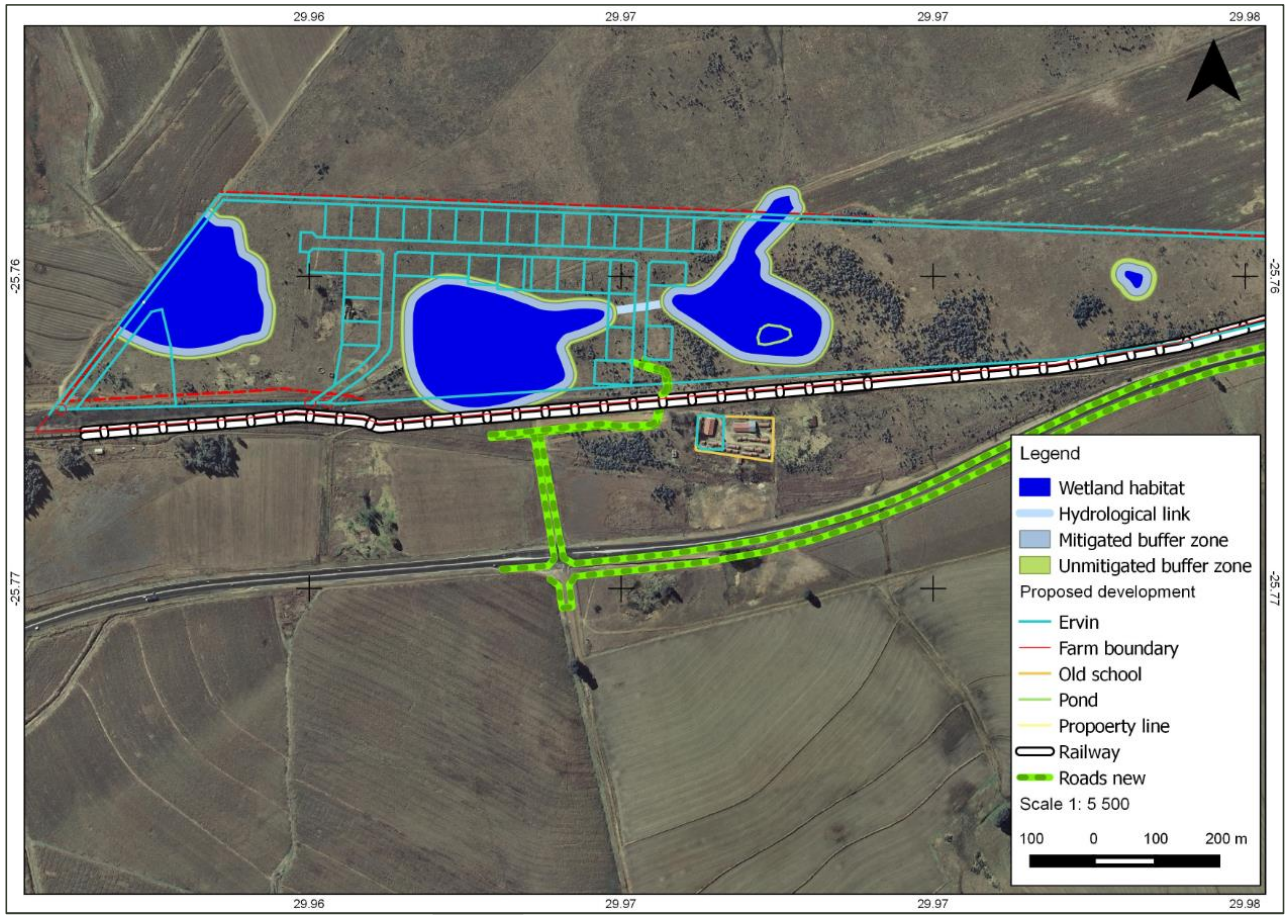 29.96 29.97 29.97 29.98
-25.76 -25.76
-25.77 -25.77
Legend
Wetland habitat
Hydrological link
Mitigated buffer zone
Unmitigated buffer zone
Proposed development
Ervin
Farm boundary
Old school
Pond
Propoerty line
Railway
Roads new
Scale 1: 5 500
100 0 100 200 m
29.96 29.97 29.97 29.98